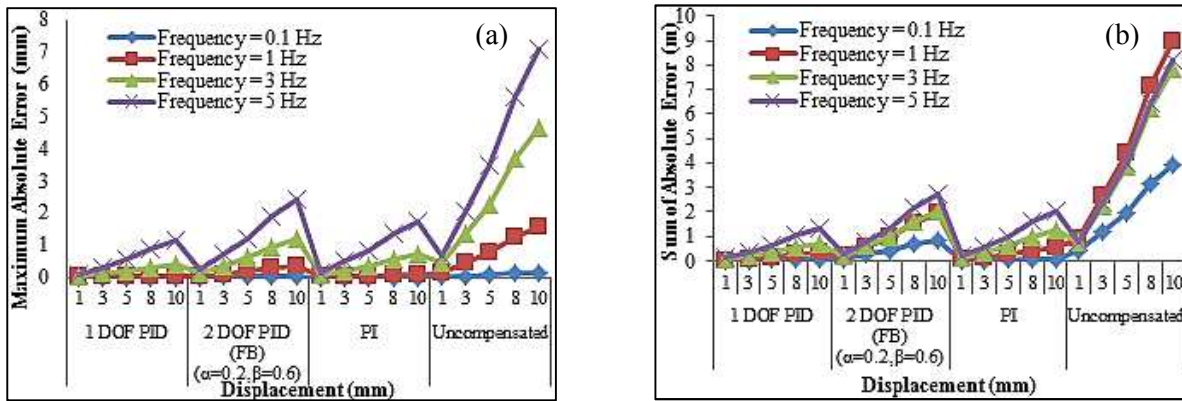 (a)
Maximum Absolute Error (mm)
8
7
6
5
4
3
2
1
0
Frequency = 0.1 Hz
Frequency = 1 Hz
Frequency = 3 Hz
Frequency = 5 Hz
1 3 5 8 10 1 3 5 8 10 1 3 5 8 10 1 3 5 8 10
1 DOF PID
2 DOF PID
(FB)
(α=0.2,β=0.6)
PI
Uncompensated
Displacement (mm)
(b)
Sum of Absolute Error (m)
10
9
8
7
6
5
4
3
2
1
0
Frequency = 0.1 Hz
Frequency = 1 Hz
Frequency = 3 Hz
Frequency = 5 Hz
1 3 5 8 10 1 3 5 8 10 1 3 5 8 10 1 3 5 8 10
1 DOF PID
2 DOF PID
(FB)
(α=0.2,β=0.6)
PI
Uncompensated
Displacement (mm)